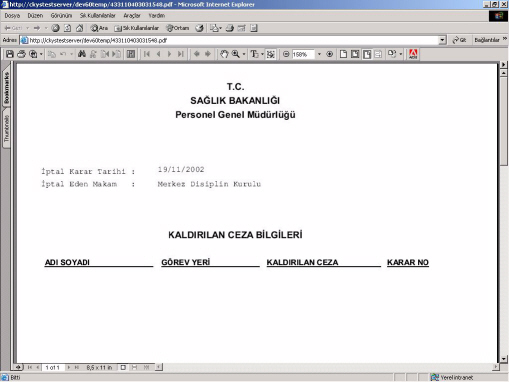 http://ckystestserver/dev60temp/433110403031548.pdf - Microsoft Internet Explorer
Dosya Düzen Görünüm Sık Kullanılanlar Araçlar Yardım
Geri Ara Sık Kullanılanlar Ortam
Adres http://ckystestserver/dev60temp/433110403031548.pdf Git Bağlantılar
158%
Bookmarks
Thumbnails
T.C.
SAĞLIK BAKANLIĞI
Personel Genel Müdürlüğü
İptal Karar Tarihi : 19/11/2002
İptal Eden Makam : Merkez Disiplin Kurulu
KALDIRILAN CEZA BİLGİLERİ
ADI SOYADI GÖREV YERİ KALDIRILAN CEZA KARAR NO
1 of 1 8,5 x 11 in
Bitti Yerel intranet